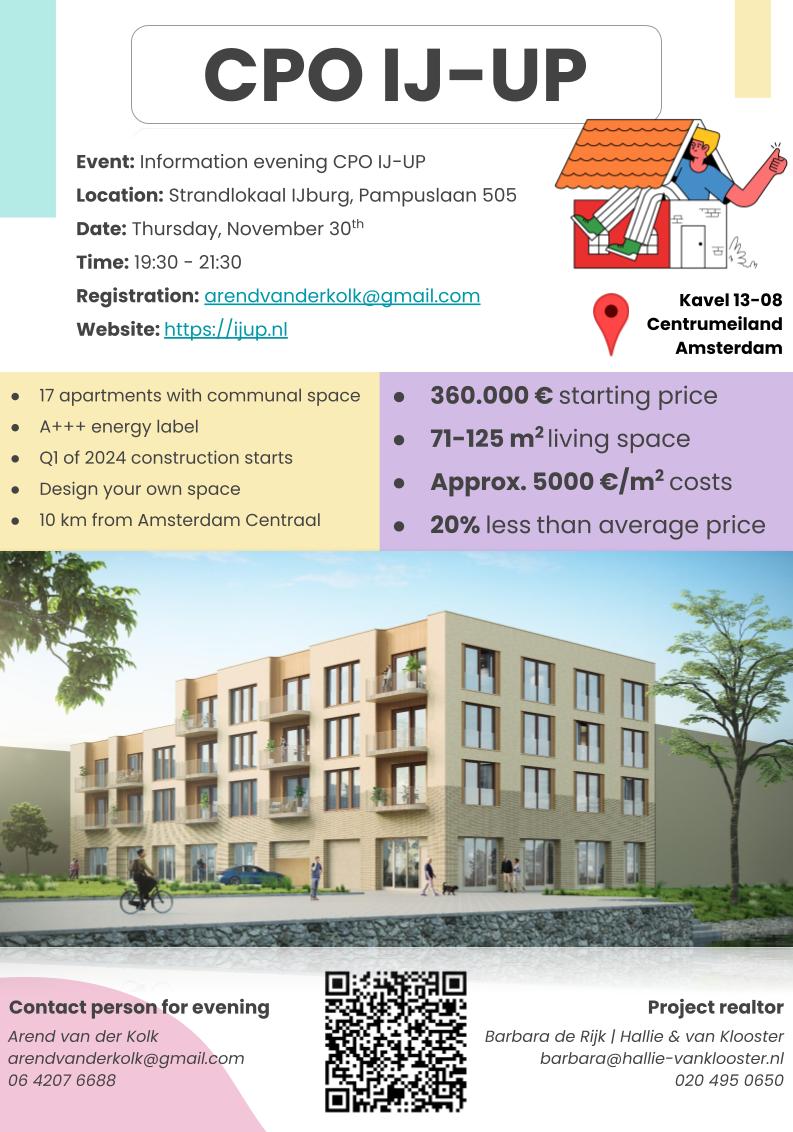 CPO IJ-UP
Event: Information evening CPO IJ-UP
Location: Strandlokaal IJburg, Pampuslaan 505
Date: Thursday, November 30th
Time: 19:30 - 21:30
Registration: arendvanderkolk@gmail.com
Website: https://ijup.nl
Kavel 13-08
Centrumeiland
Amsterdam
● 17 apartments with communal space
● A+++ energy label
● Q1 of 2024 construction starts
● Design your own space
● 10 km from Amsterdam Centraal
● 360.000 € starting price
● 71-125 m² living space
● Approx. 5000 €/m² costs
● 20% less than average price
Contact person for evening
Arend van der Kolk
arendvanderkolk@gmail.com
06 4207 6688
Project realtor
Barbara de Rijk | Hallie & van Klooster
barbara@hallie-vanklooster.nl
020 495 0650